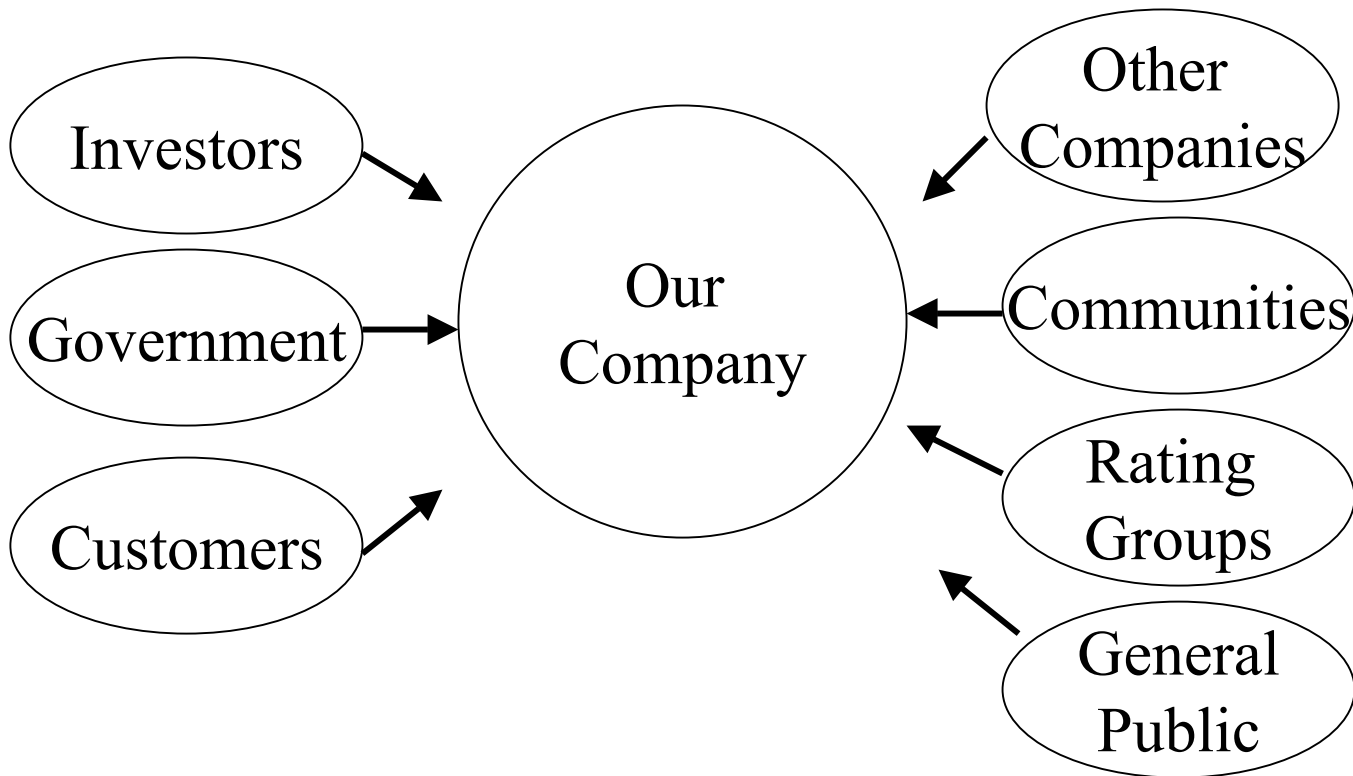 Investors
Government
Customers
Our
Company
Other
Companies
Communities
Rating
Groups
General
Public